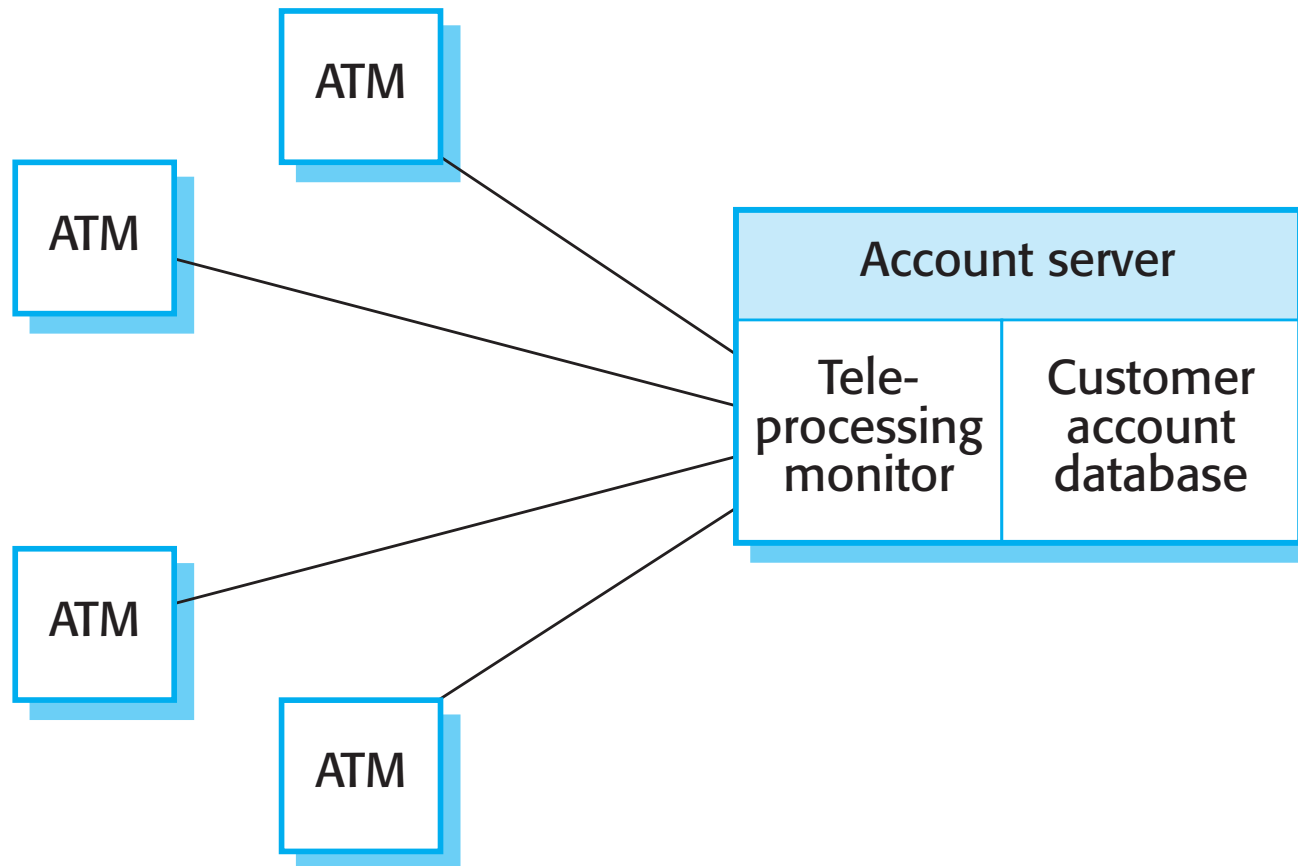 ATM
ATM
Account server
Tele-
processing
monitor
Customer
account
database
ATM
ATM